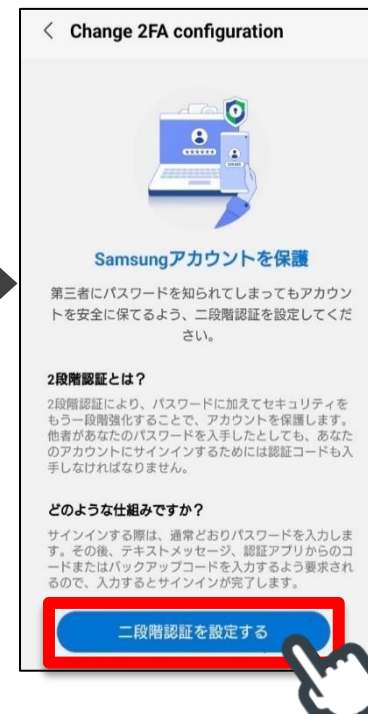 Change 2FA configuration
Samsungアカウントを保護
第三者にパスワードを知られてしまってもアカウン
トを安全に保てるよう、二段階認証を設定してくだ
さい。
2段階認証とは？
2段階認証により、パスワードに加えてセキュリティを
もう一段階強化することで、アカウントを保護します。
他者があなたのパスワードを入手したとしても、あなた
のアカウントにサインインするためには認証コードも入
手しなければなりません。
どのような仕組みですか？
サインインする際は、通常どおりパスワードを入力しま
す。その後、テキストメッセージ、認証アプリからのコ
ードまたはバックアップコードを入力するよう要求され
るので、入力するとサインインが完了します。
二段階認証を設定する